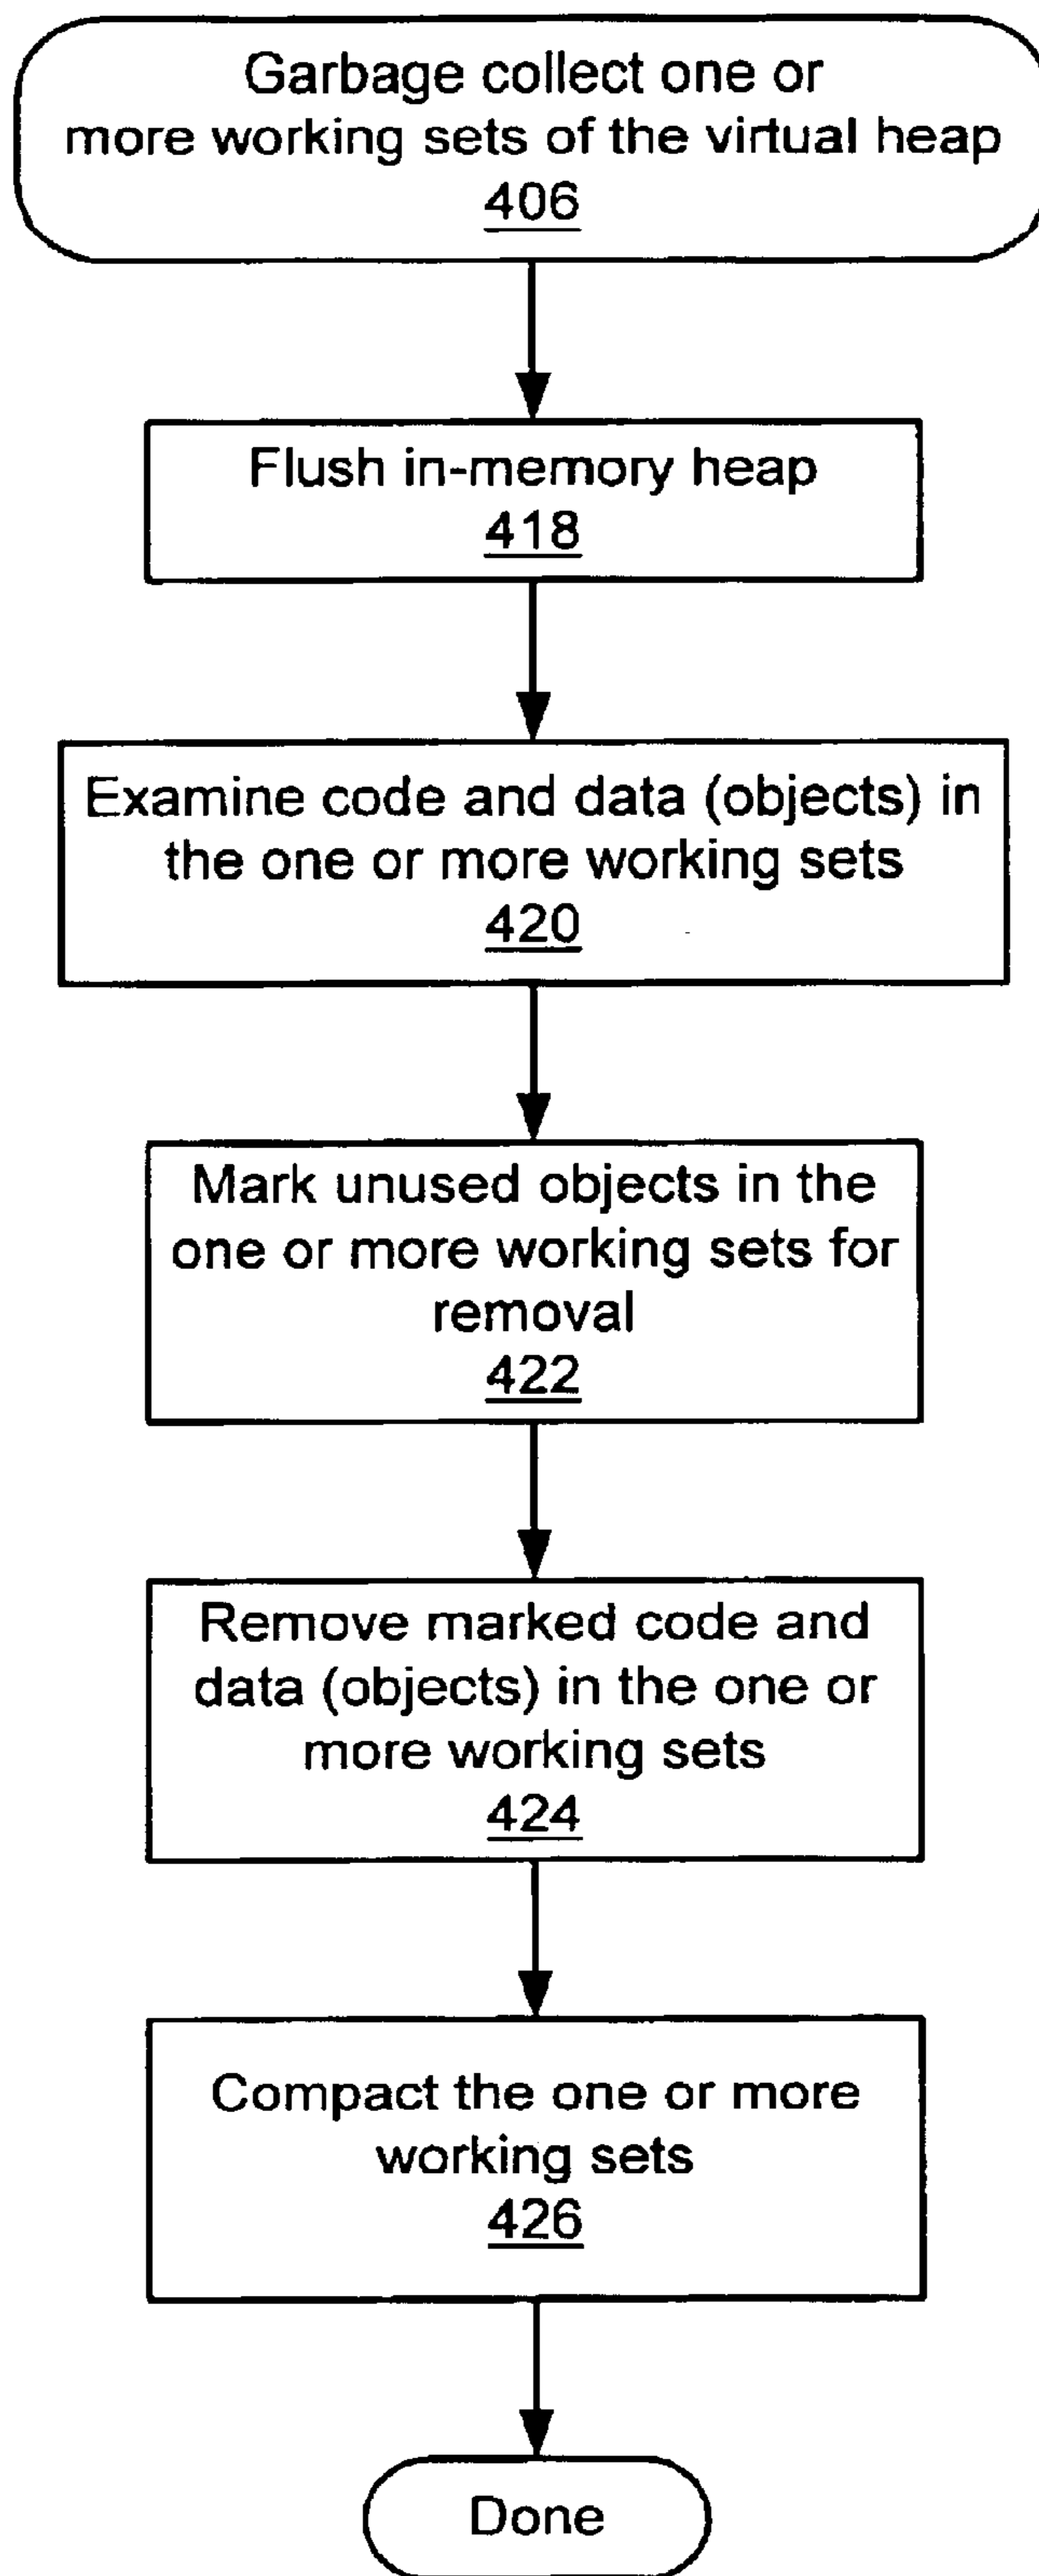 Garbage collect one or
more working sets of the virtual heap
406
Flush in-memory heap
418
Examine code and data (objects) in
the one or more working sets
420
Mark unused objects in the
one or more working sets for
removal
422
Remove marked code and
data (objects) in the one or
more working sets
424
Compact the one or more
working sets
426
Done